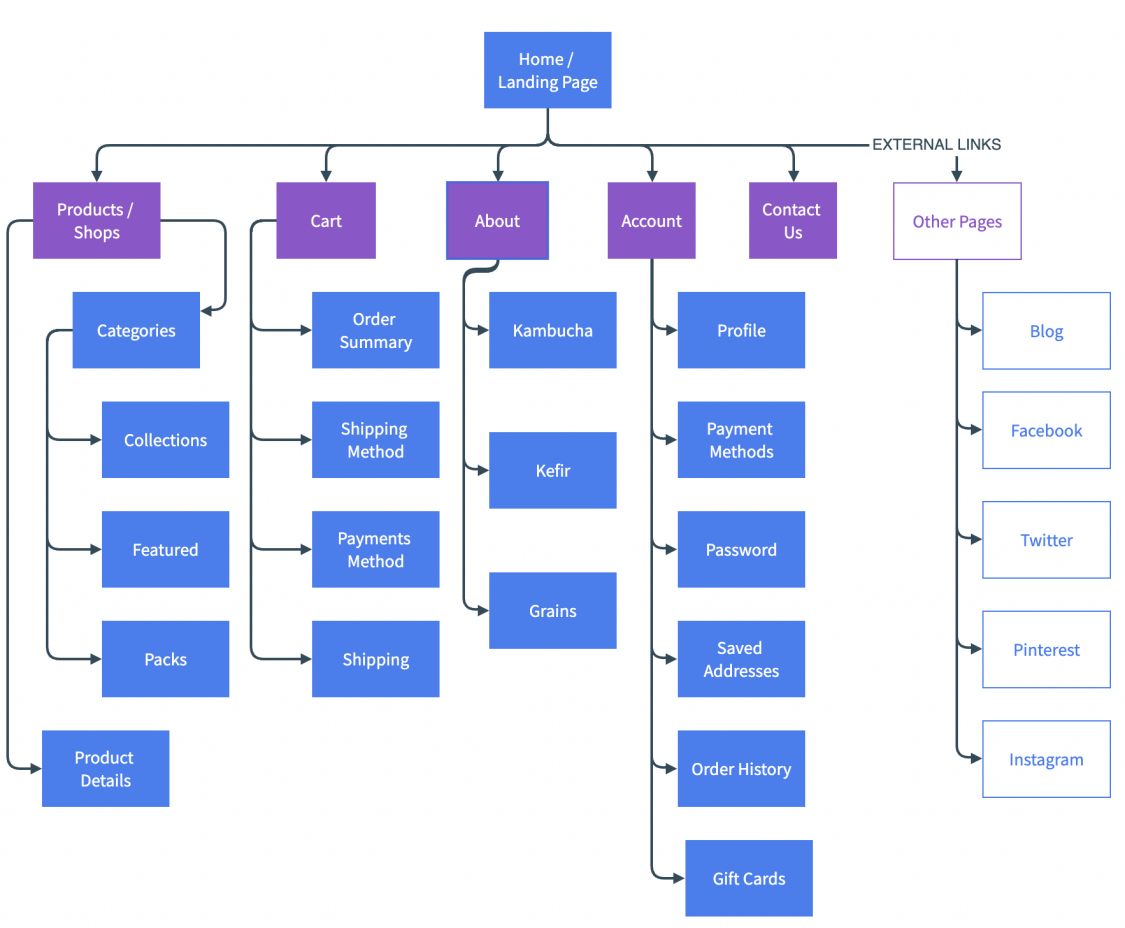 Home /
Landing Page
EXTERNAL LINKS
Products /
Shops
Cart
About
Account
Contact
Us
Other Pages
Categories
Collections
Featured
Packs
Product
Details
Order
Summary
Shipping
Method
Payments
Method
Shipping
Kambucha
Kefir
Grains
Profile
Payment
Methods
Password
Saved
Addresses
Order History
Gift Cards
Blog
Facebook
Twitter
Pinterest
Instagram